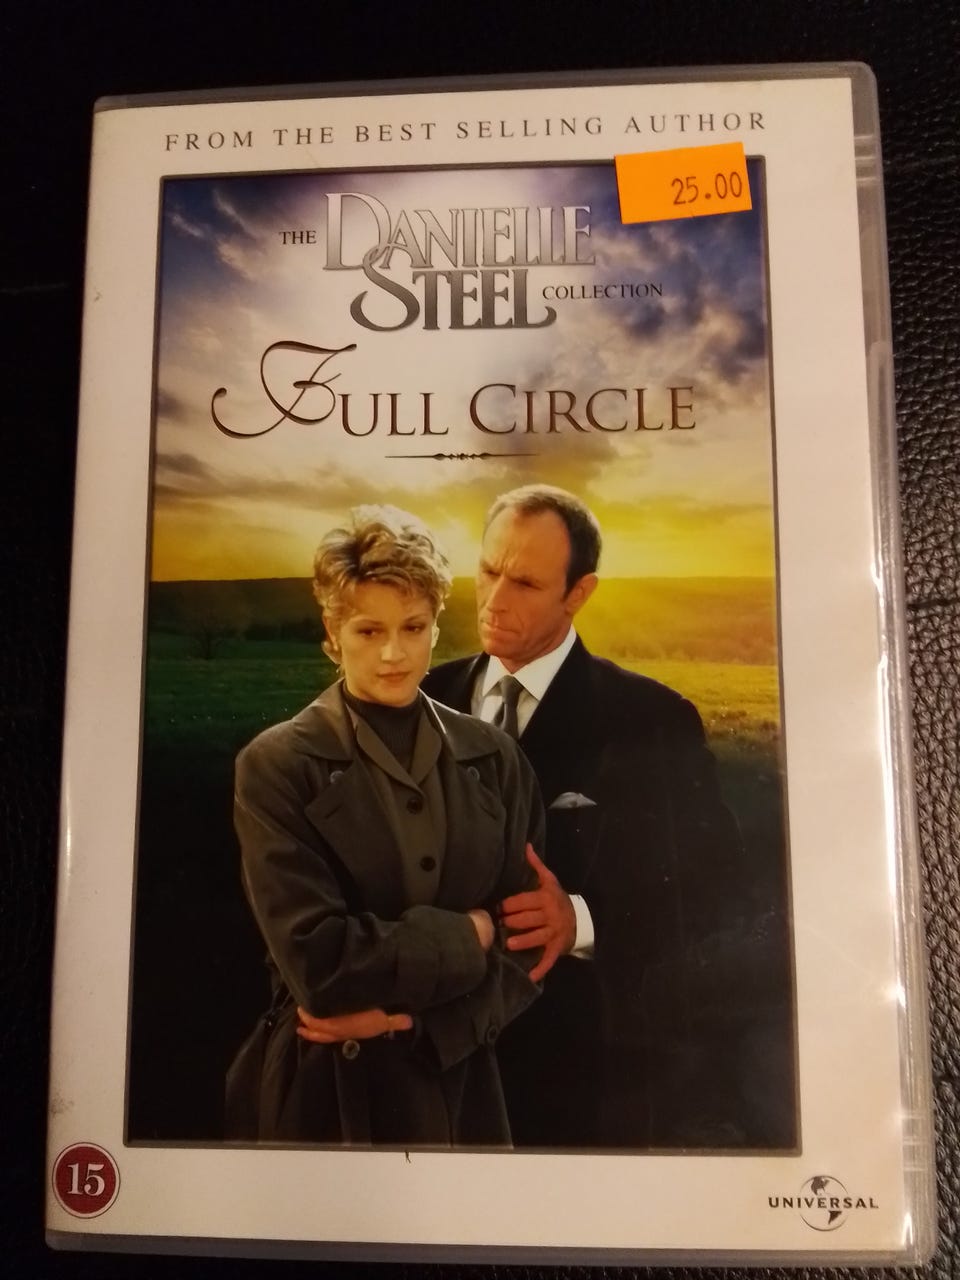 FROM THE BEST SELLING AUTHOR
25.00
THE DANIELLE
STEEL COLLECTION
FULL CIRCLE
15
UNIVERSAL